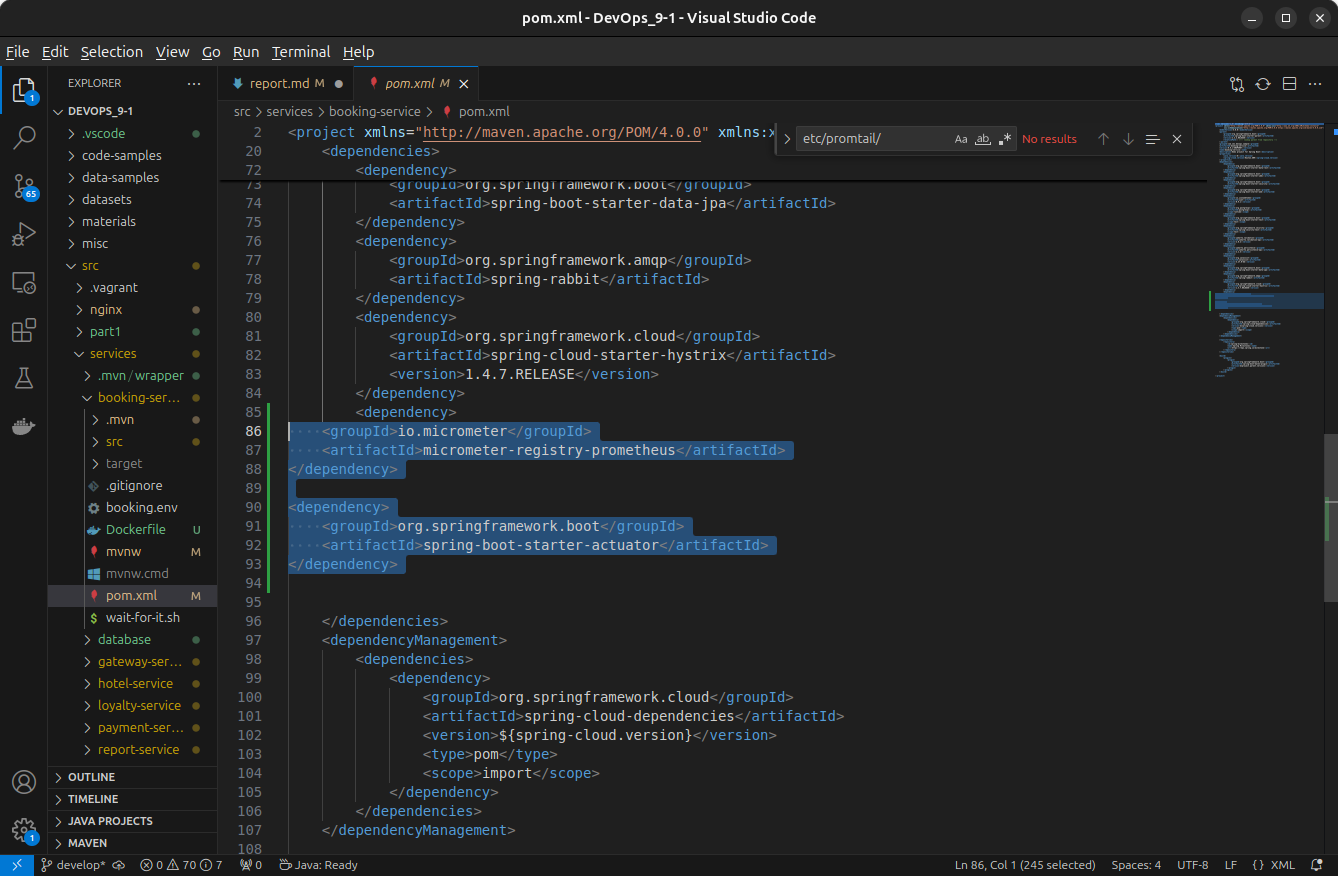 pom.xml - DevOps_9-1 - Visual Studio Code
File Edit Selection View Go Run Terminal Help
EXPLORER
report.md M
pom.xml M
src > services > booking-service > pom.xml
etc/promtail/
Aa ab .*
No results
1
65
1
DEVOPS_9-1
.vscode
code-samples
data-samples
datasets
materials
misc
src
.vagrant
nginx
part1
services
.mvn/wrapper
booking-ser...
.mvn
src
target
.gitignore
booking.env
Dockerfile U
mvnw M
mvnw.cmd
pom.xml M
wait-for-it.sh
database
gateway-ser...
hotel-service
loyalty-service
payment-ser...
report-service
OUTLINE
TIMELINE
JAVA PROJECTS
MAVEN
2 <project xmlns="http://maven.apache.org/POM/4.0.0" xmlns:x
20 <dependencies>
72 <dependency>
73 <groupId>org.springframework.boot</groupId>
74 <artifactId>spring-boot-starter-data-jpa</artifactId>
75 </dependency>
76 <dependency>
77 <groupId>org.springframework.amqp</groupId>
78 <artifactId>spring-rabbit</artifactId>
79 </dependency>
80 <dependency>
81 <groupId>org.springframework.cloud</groupId>
82 <artifactId>spring-cloud-starter-hystrix</artifactId>
83 <version>1.4.7.RELEASE</version>
84 </dependency>
85 <dependency>
86 <groupId>io.micrometer</groupId>
87 <artifactId>micrometer-registry-prometheus</artifactId>
88 </dependency>
89
90 <dependency>
91 <groupId>org.springframework.boot</groupId>
92 <artifactId>spring-boot-starter-actuator</artifactId>
93 </dependency>
94
95
96 </dependencies>
97 <dependencyManagement>
98 <dependencies>
99 <dependency>
100 <groupId>org.springframework.cloud</groupId>
101 <artifactId>spring-cloud-dependencies</artifactId>
102 <version>${spring-cloud.version}</version>
103 <type>pom</type>
104 <scope>import</scope>
105 </dependency>
106 </dependencies>
107 </dependencyManagement>
108
develop* 0 70 7 0 Java: Ready Ln 86, Col 1 (245 selected) Spaces: 4 UTF-8 LF {} XML